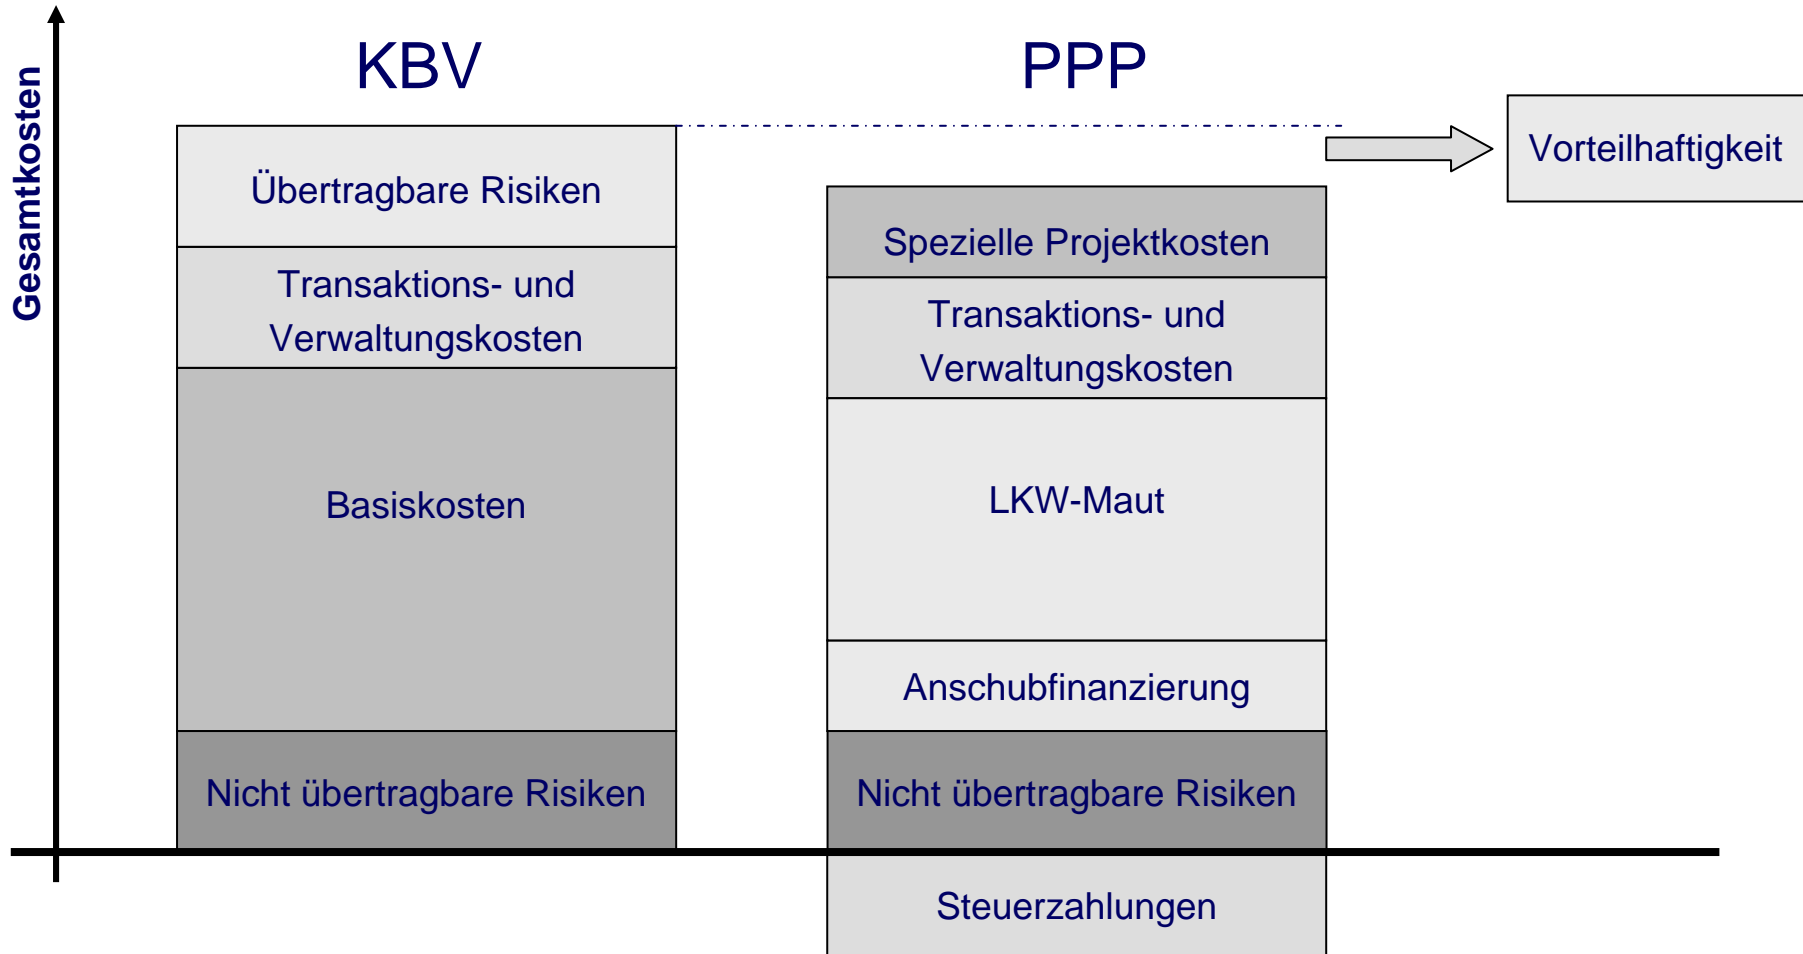 Gesamtkosten
KBV
PPP
Vorteilhaftigkeit
Übertragbare Risiken
Transaktions- und
Verwaltungskosten
Basiskosten
Nicht übertragbare Risiken
Spezielle Projektkosten
Transaktions- und
Verwaltungskosten
LKW-Maut
Anschubfinanzierung
Nicht übertragbare Risiken
Steuerzahlungen